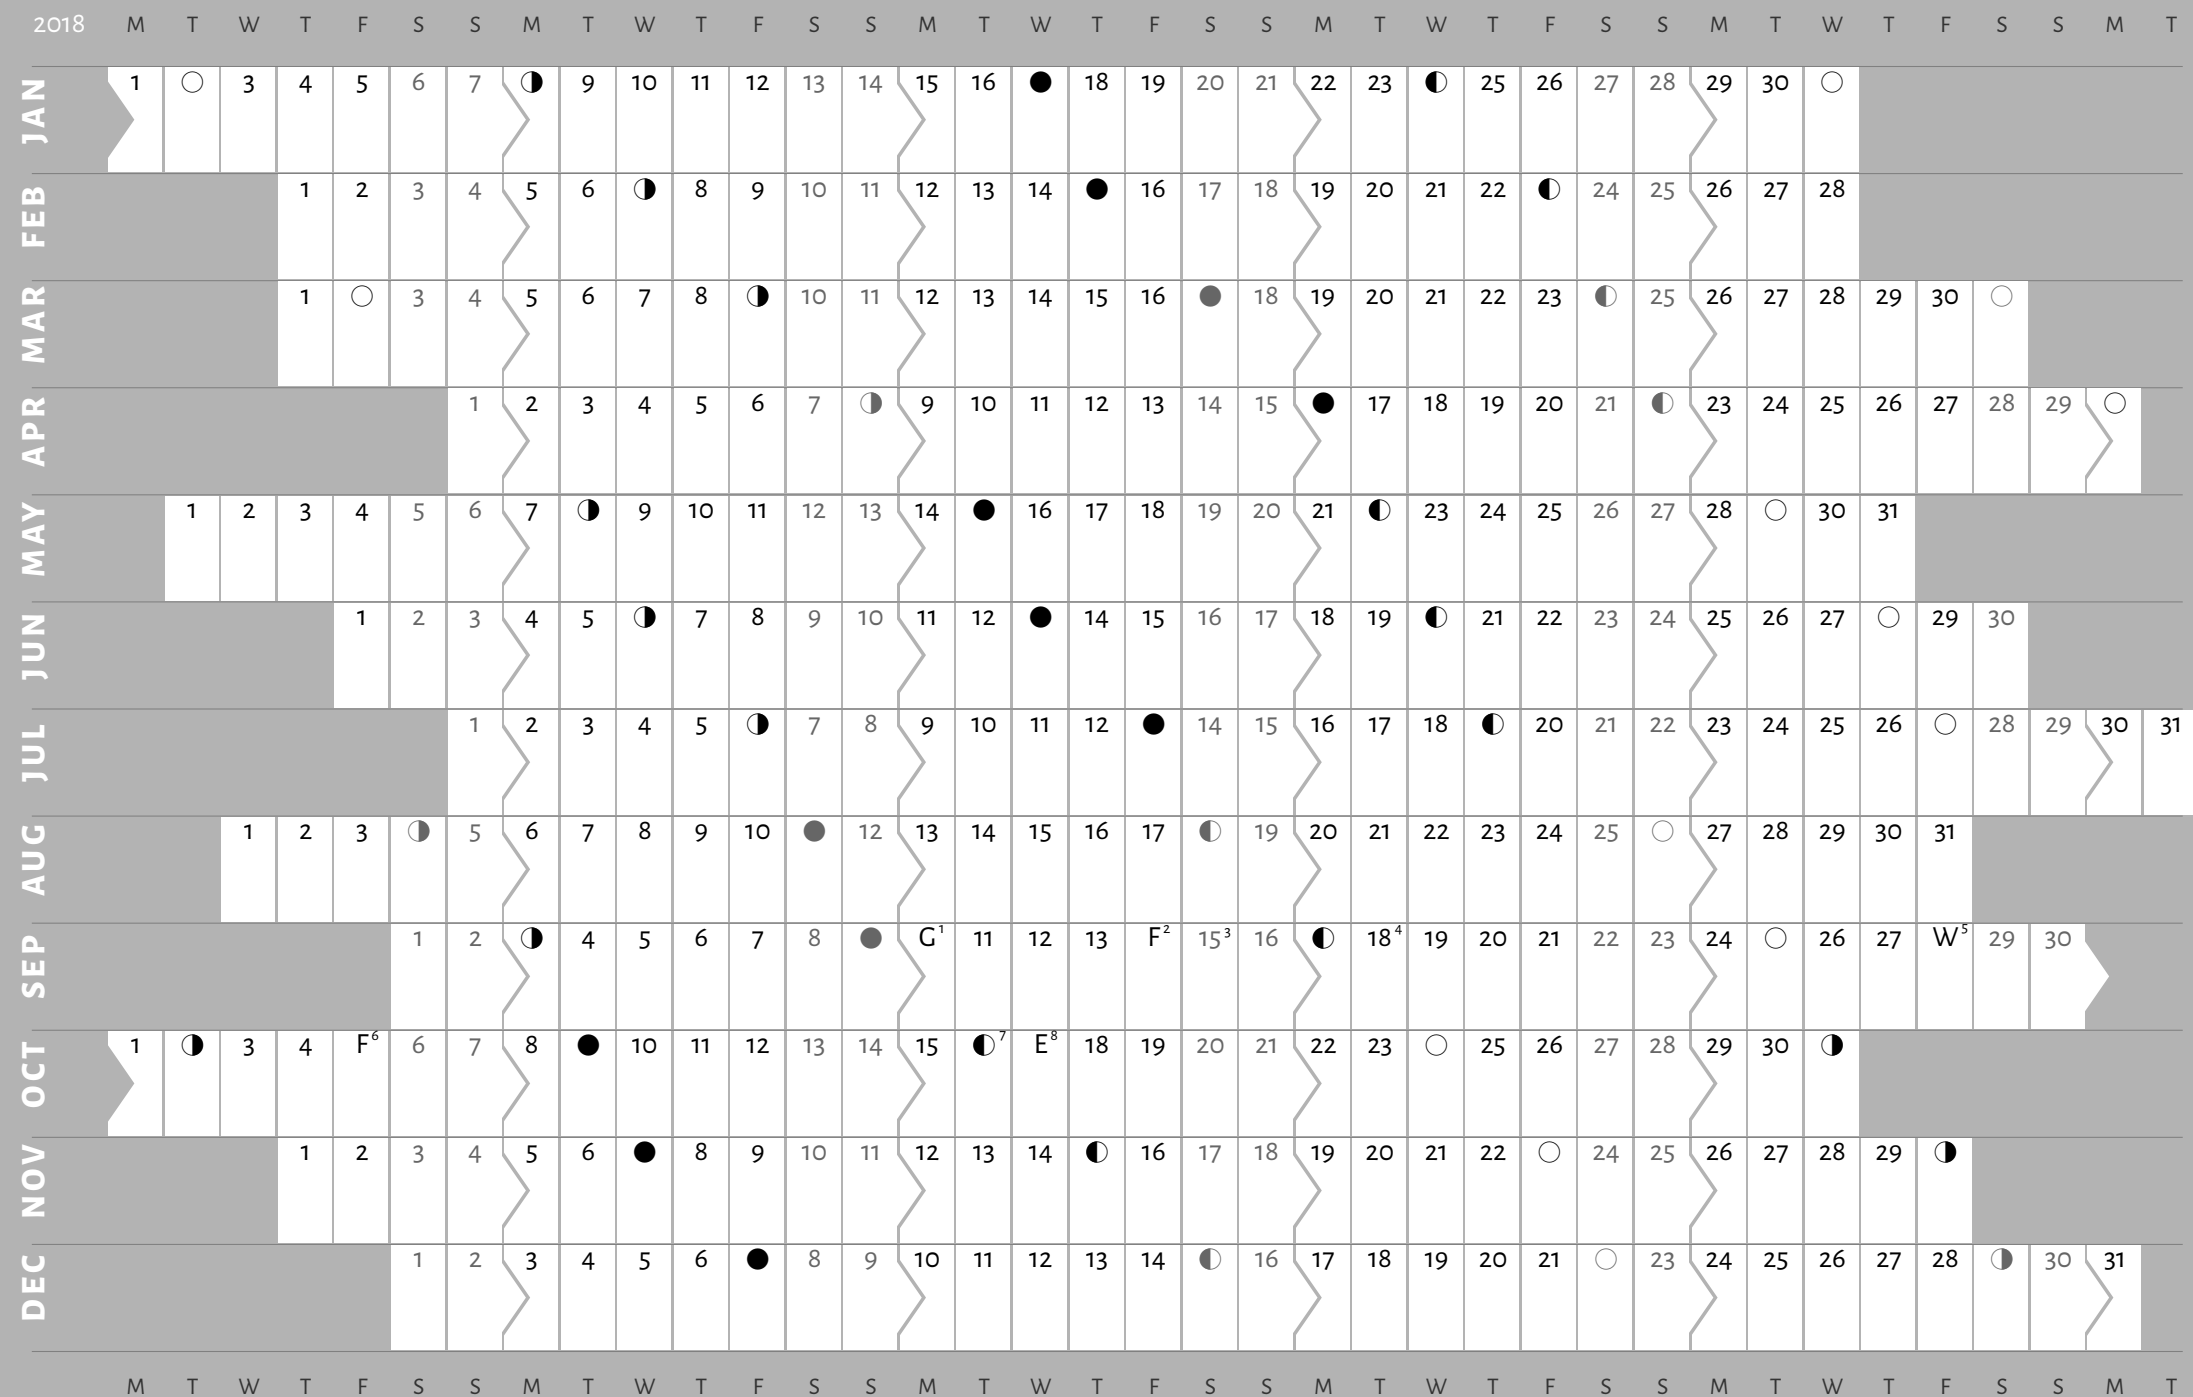 2018 M T W T F S S M T W T F S S M T W T F S S M T W T F S S M T W T F S S M T
JAN 1 ○ 3 4 5 6 7 ◑ 9 10 11 12 13 14 15 16 ● 18 19 20 21 22 23 ◐ 25 26 27 28 29 30 ○
FEB 1 2 3 4 5 6 ◑ 8 9 10 11 12 13 14 ● 16 17 18 19 20 21 22 ◐ 24 25 26 27 28
MAR 1 ○ 3 4 5 6 7 8 ◑ 10 11 12 13 14 15 16 ● 18 19 20 21 22 23 ◐ 25 26 27 28 29 30 ○
APR 1 2 3 4 5 6 7 ◑ 9 10 11 12 13 14 15 ● 17 18 19 20 21 ◐ 23 24 25 26 27 28 29 ○
MAY 1 2 3 4 5 6 7 ◑ 9 10 11 12 13 14 ● 16 17 18 19 20 21 ◐ 23 24 25 26 27 28 ○ 30 31
JUN 1 2 3 4 5 ◑ 7 8 9 10 11 12 ● 14 15 16 17 18 19 ◐ 21 22 23 24 25 26 27 ○ 29 30
JUL 1 2 3 4 5 ◑ 7 8 9 10 11 12 ● 14 15 16 17 18 ◐ 20 21 22 23 24 25 26 ○ 28 29 30 31
AUG 1 2 3 ◑ 5 6 7 8 9 10 ● 12 13 14 15 16 17 ◐ 19 20 21 22 23 24 25 ○ 27 28 29 30 31
SEP 1 2 ◑ 4 5 6 7 8 ● G¹ 11 12 13 F² 15³ 16 ◐ 18⁴ 19 20 21 22 23 24 ○ 26 27 W⁵ 29 30
OCT 1 ◑ 3 4 F⁶ 6 7 8 ● 10 11 12 13 14 15 ◐⁷ E⁸ 18 19 20 21 22 23 ○ 25 26 27 28 29 30 ◑
NOV 1 2 3 4 5 6 ● 8 9 10 11 12 13 14 ◐ 16 17 18 19 20 21 22 ○ 24 25 26 27 28 29 ◑
DEC 1 2 3 4 5 6 ● 8 9 10 11 12 13 14 ◐ 16 17 18 19 20 21 ○ 23 24 25 26 27 28 ◑ 30 31
M T W T F S S M T W T F S S M T W T F S S M T W T F S S M T W T F S S M T